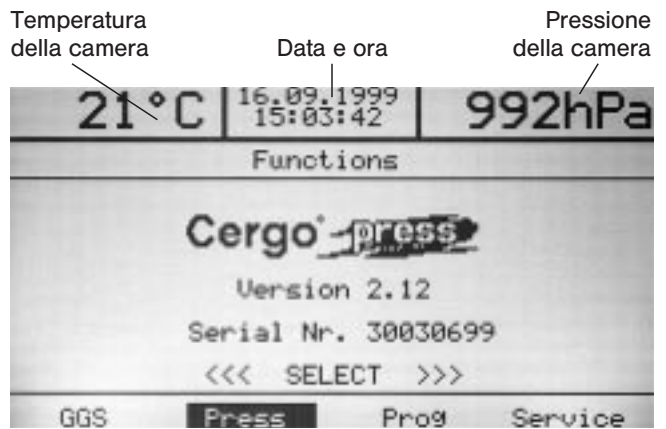 Temperatura
della camera
Data e ora
Pressione
della camera
21°C
16.09.1999
15:03:42
992hPa
Functions
Cergo press
Version 2.12
Serial Nr. 30030699
<<< SELECT >>>
GGS Press Prog Service